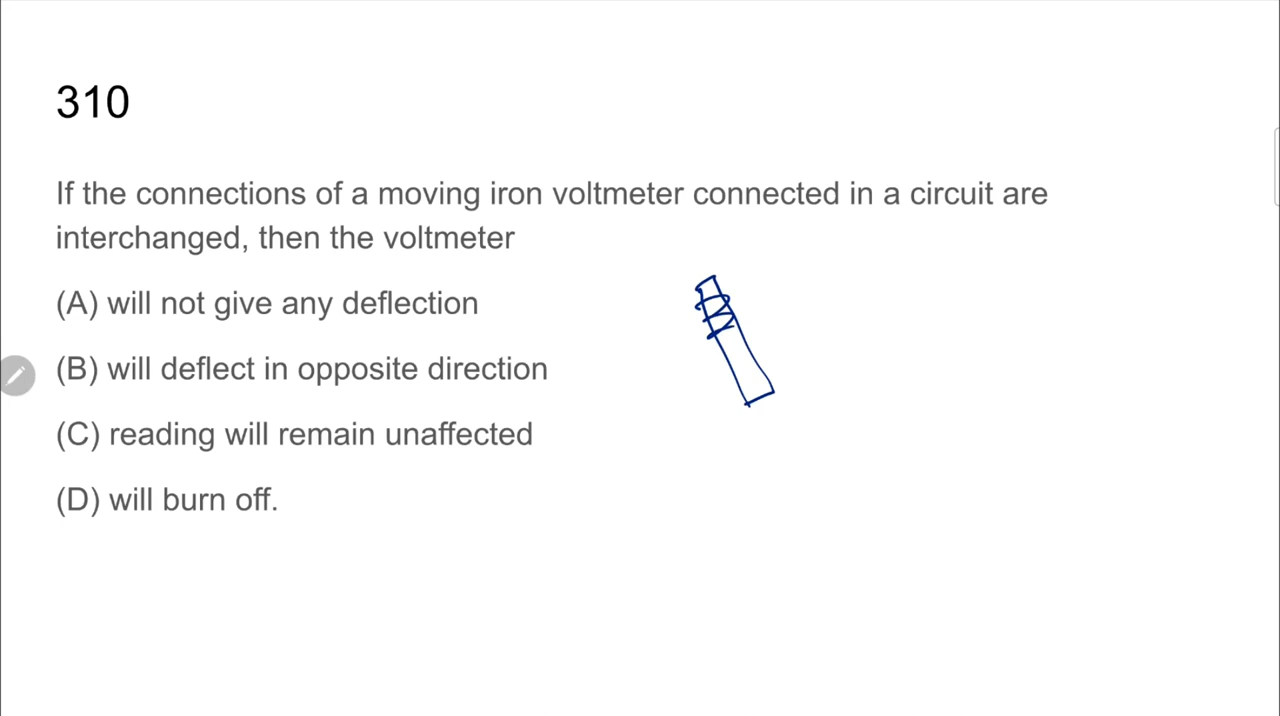 310
If the connections of a moving iron voltmeter connected in a circuit are
interchanged, then the voltmeter
(A) will not give any deflection
(B) will deflect in opposite direction
(C) reading will remain unaffected
(D) will burn off.